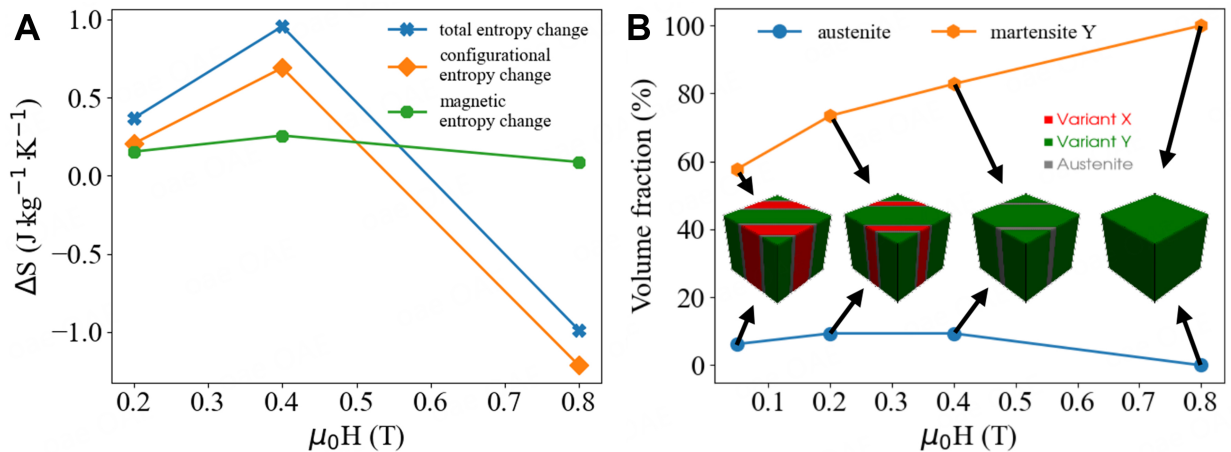 A
1.0
0.5
0.0
−0.5
−1.0
ΔS (J·kg⁻¹·K⁻¹)
total entropy change
configurational
entropy change
magnetic
entropy change
0.2 0.3 0.4 0.5 0.6 0.7 0.8
μ₀H (T)
B
100
80
60
40
20
0
Volume fraction (%)
austenite martensite Y
Variant X
Variant Y
Austenite
0.1 0.2 0.3 0.4 0.5 0.6 0.7 0.8
μ₀H (T)